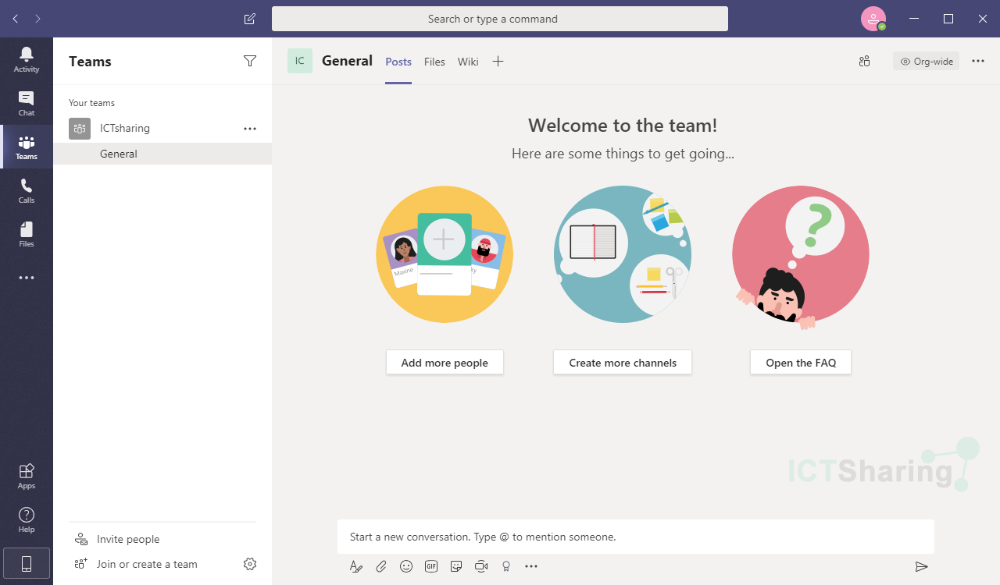 Search or type a command
Activity
Chat
Teams
Calls
Files
Apps
Help
Teams
Your teams
ICTsharing
General
Invite people
Join or create a team
IC
General
Posts
Files
Wiki
Org-wide
Welcome to the team!
Here are some things to get going...
Maxine
ky
Add more people
Create more channels
Open the FAQ
ICTSharing
Start a new conversation. Type @ to mention someone.
GIF